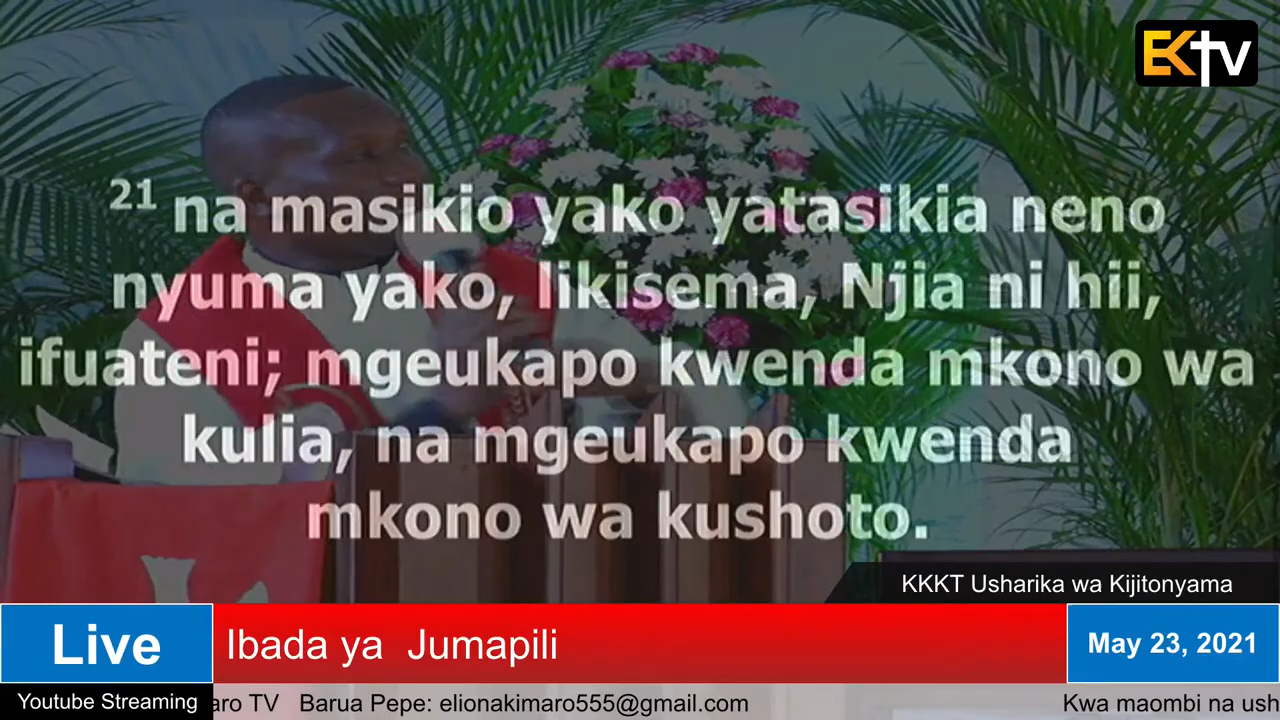 EKTV
21 na masikio yako yatasikia neno
nyuma yako, likisema, Njia ni hii,
ifuateni; mgeukapo kwenda mkono wa
kulia, na mgeukapo kwenda
mkono wa kushoto.
KKKT Usharika wa Kijitonyama
Live Ibada ya Jumapili May 23, 2021
Youtube Streaming aro TV Barua Pepe: elionakimaro555@gmail.com Kwa maombi na ush